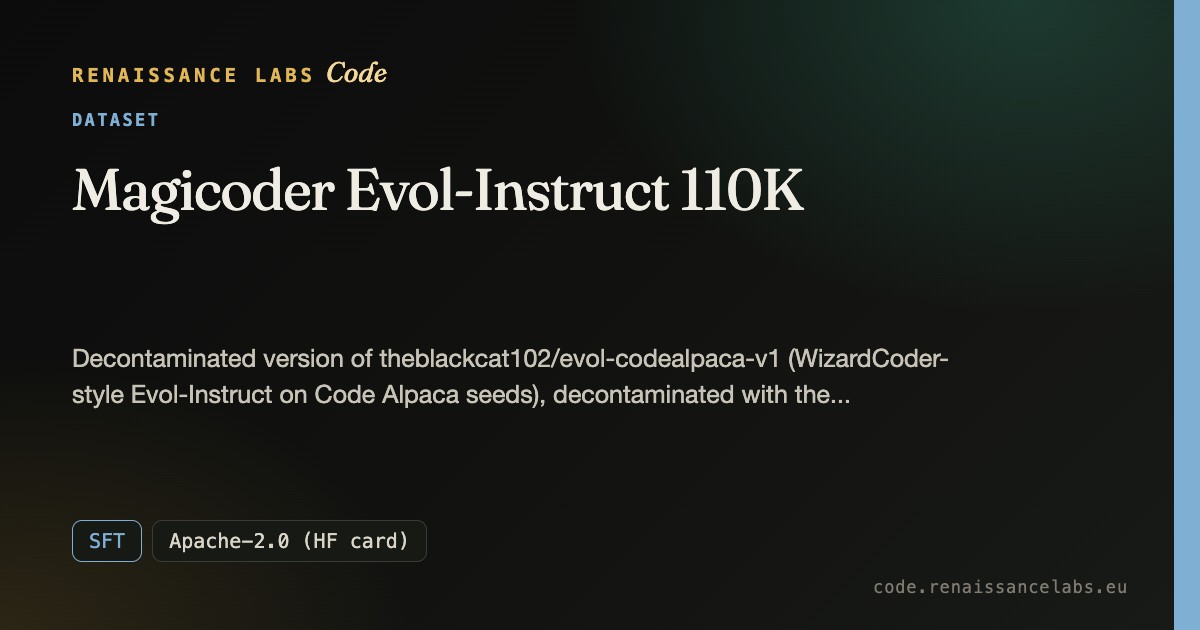 RENAISSANCE LABS Code
DATASET
Magicoder Evol-Instruct 110K
Decontaminated version of theblackcat102/evol-codealpaca-v1 (WizardCoder-
style Evol-Instruct on Code Alpaca seeds), decontaminated with the...
SFT Apache-2.0 (HF card)
code.renaissancelabs.eu